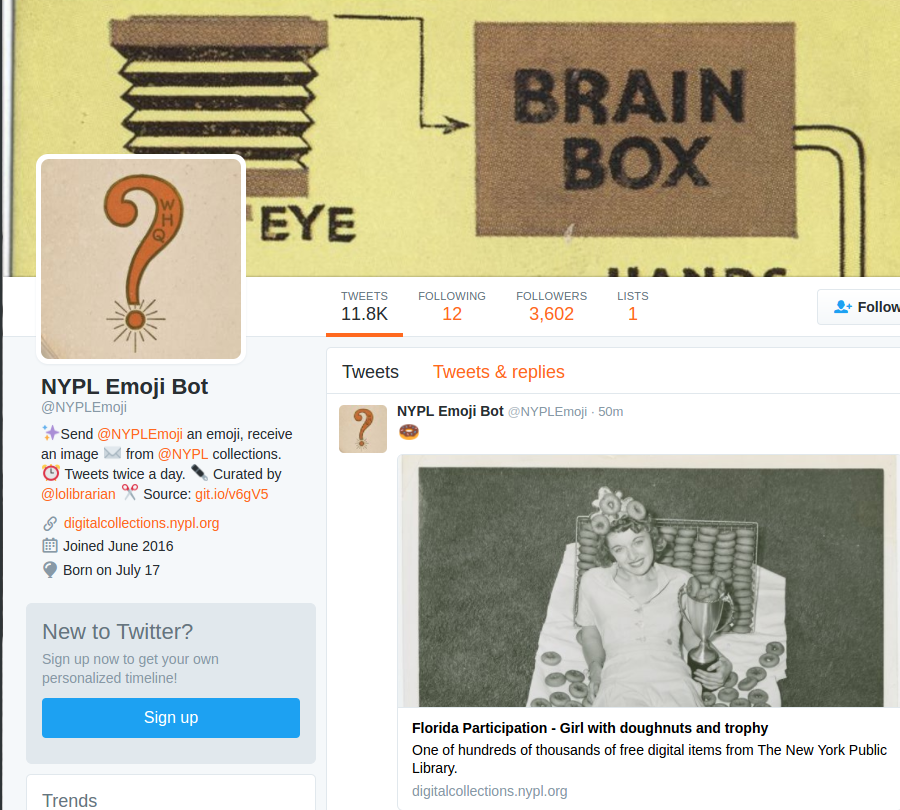 BRAIN
BOX
EYE
HANDS
WHQ
TWEETS FOLLOWING FOLLOWERS LISTS
11.8K 12 3,602 1
Follow
Tweets Tweets & replies
NYPL Emoji Bot
@NYPLEmoji
✨Send @NYPLEmoji an emoji, receive
an image ✉️ from @NYPL collections.
⏰ Tweets twice a day. ✒️ Curated by
@lolibrarian ✂️ Source: git.io/v6gV5
digitalcollections.nypl.org
Joined June 2016
Born on July 17
New to Twitter?
Sign up now to get your own
personalized timeline!
Sign up
Trends
NYPL Emoji Bot @NYPLEmoji · 50m
🍩
Florida Participation - Girl with doughnuts and trophy
One of hundreds of thousands of free digital items from The New York Public
Library.
digitalcollections.nypl.org